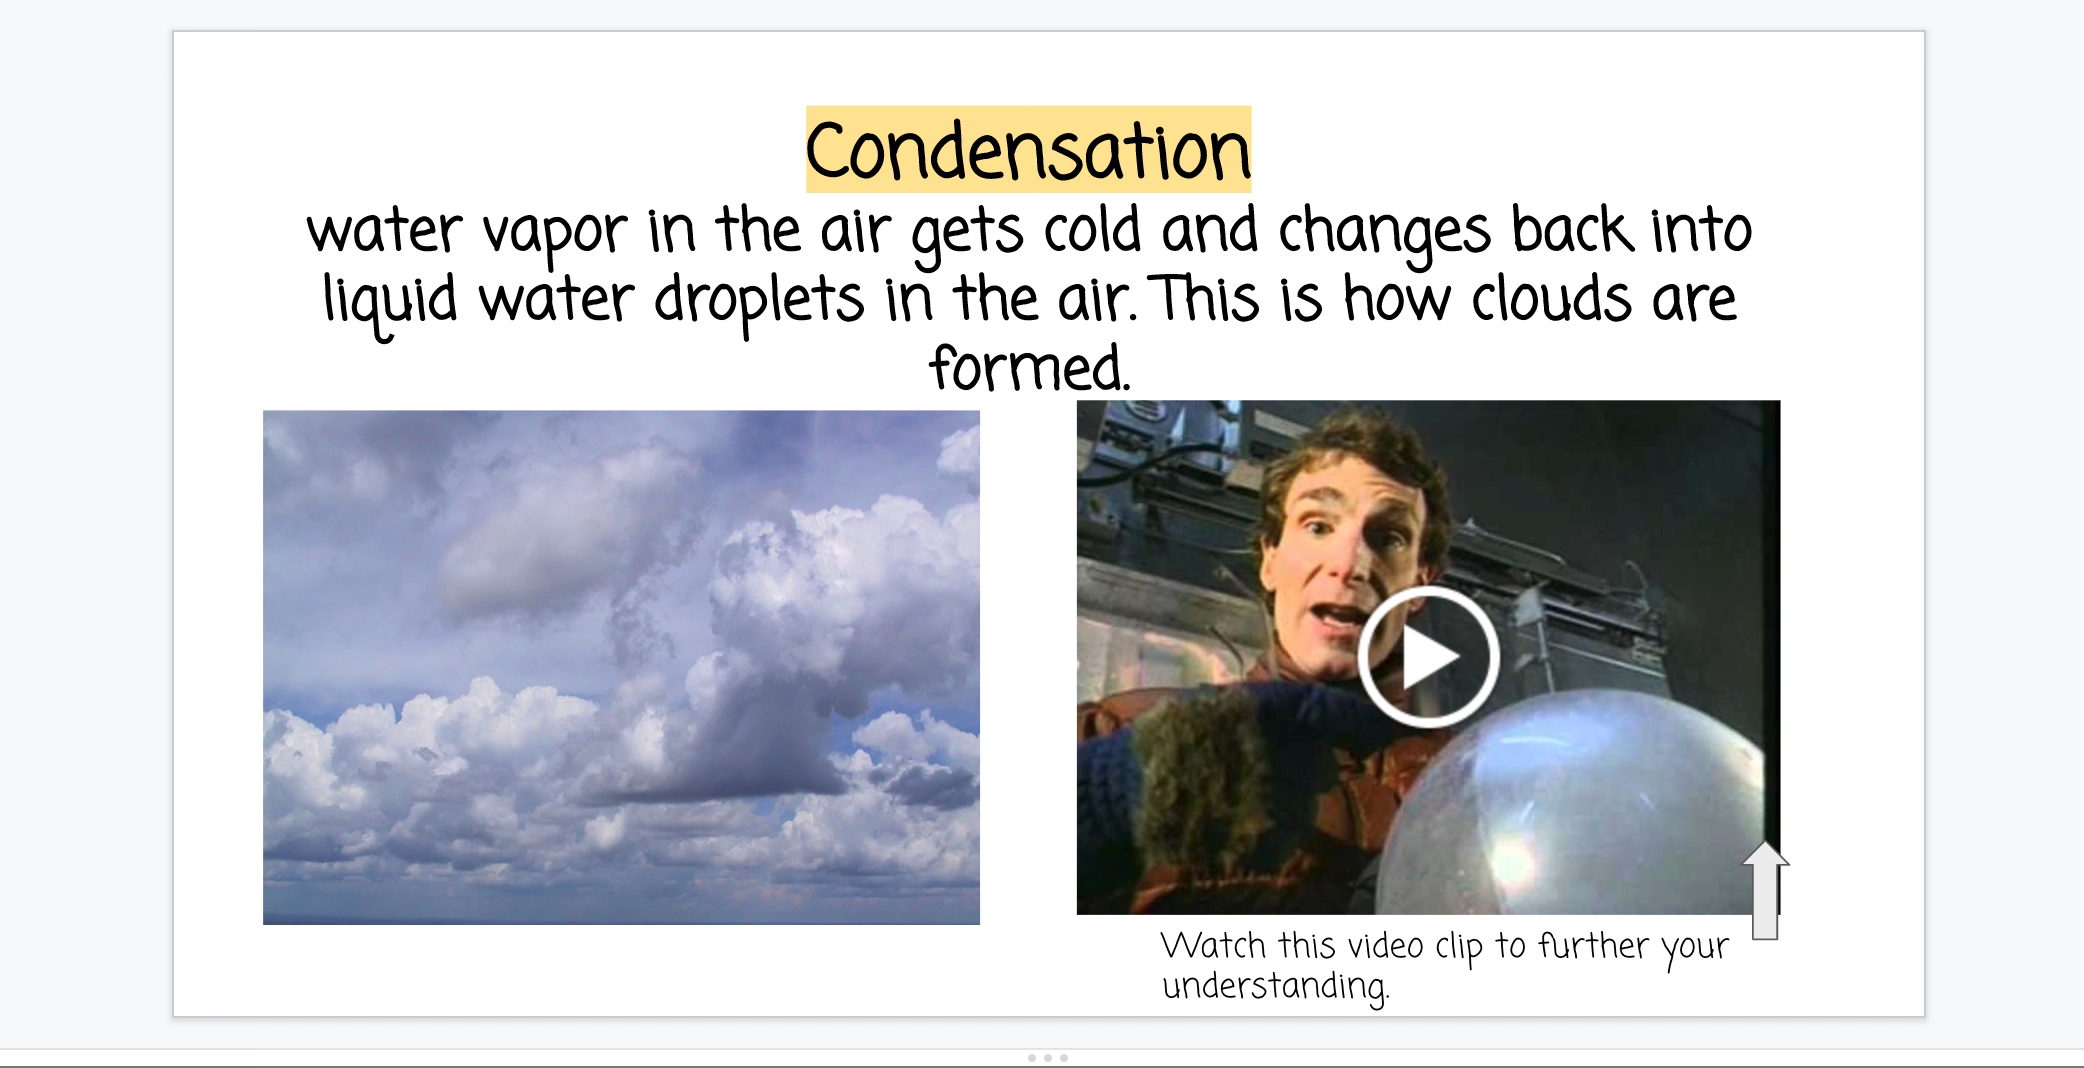 Condensation
water vapor in the air gets cold and changes back into
liquid water droplets in the air. This is how clouds are
formed.
Watch this video clip to further your
understanding.